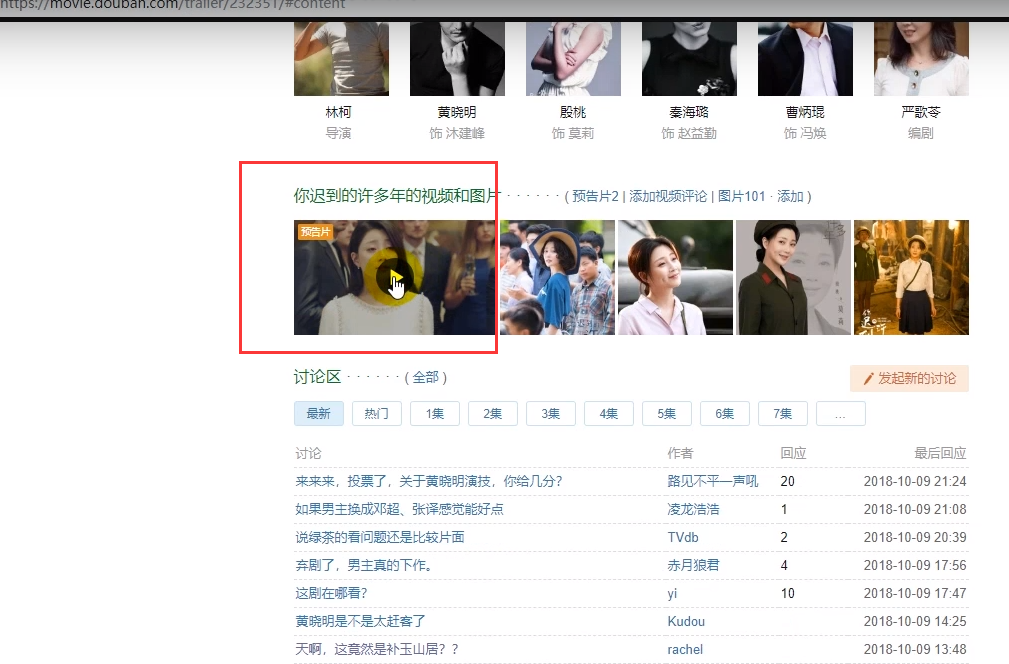 https://movie.douban.com/trailer/232351/#content
林柯 黄晓明 殷桃 秦海璐 曹炳琨 严歌苓
导演 饰 沐建峰 饰 莫莉 饰 赵益勤 饰 冯焕 编剧
你迟到的许多年的视频和图片 · · · · · · ( 预告片2 | 添加视频评论 | 图片101 · 添加 )
预告片
讨论区 · · · · · · ( 全部 ) 发起新的讨论
最新 热门 1集 2集 3集 4集 5集 6集 7集 ...
讨论 作者 回应 最后回应
来来来，投票了，关于黄晓明演技，你给几分? 路见不平一声吼 20 2018-10-09 21:24
如果男主换成邓超、张译感觉能好点 凌龙浩浩 1 2018-10-09 21:08
说绿茶的看问题还是比较片面 TVdb 2 2018-10-09 20:39
弃剧了，男主真的下作。 赤月狼君 4 2018-10-09 17:56
这剧在哪看? yi 10 2018-10-09 17:47
黄晓明是不是太赶客了 Kudou 2018-10-09 14:25
天啊，这竟然是补玉山居？？ rachel 2018-10-09 13:48